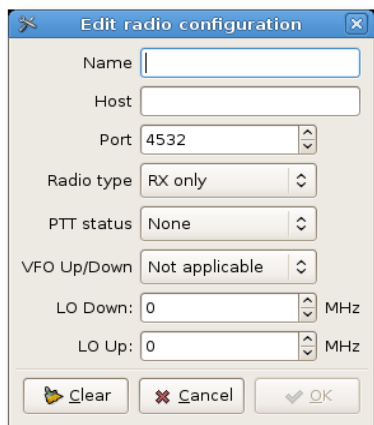 Edit radio configuration
Name
Host
Port 4532
Radio type RX only
PTT status None
VFO Up/Down Not applicable
LO Down: 0 MHz
LO Up: 0 MHz
Clear Cancel OK